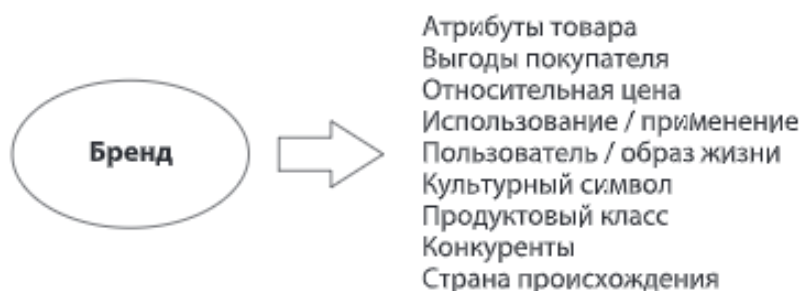 Бренд
Атрибуты товара
Выгоды покупателя
Относительная цена
Использование / применение
Пользователь / образ жизни
Культурный символ
Продуктовый класс
Конкуренты
Страна происхождения